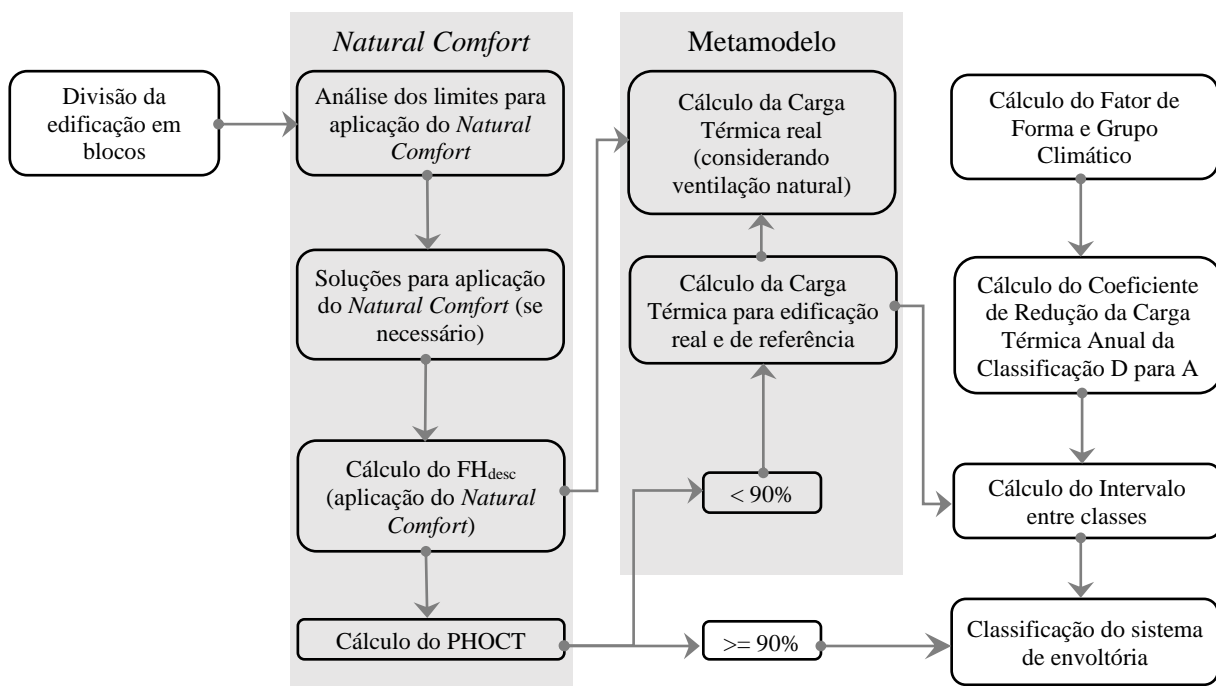 Divisão da
edificação em
blocos
Natural Comfort
Análise dos limites para
aplicação do Natural
Comfort
Soluções para aplicação
do Natural Comfort (se
necessário)
Cálculo do FHdesc
(aplicação do Natural
Comfort)
Cálculo do PHOCT
Metamodelo
Cálculo da Carga
Térmica real
(considerando
ventilação natural)
Cálculo da Carga
Térmica para edificação
real e de referência
< 90%
>= 90%
Cálculo do Fator de
Forma e Grupo
Climático
Cálculo do Coeficiente
de Redução da Carga
Térmica Anual da
Classificação D para A
Cálculo do Intervalo
entre classes
Classificação do sistema
de envoltória